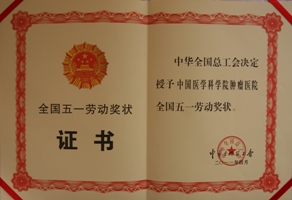 全国五一劳动奖状
证书
中华全国总工会决定
授予中国医学科学院肿瘤医院
全国五一劳动奖状。